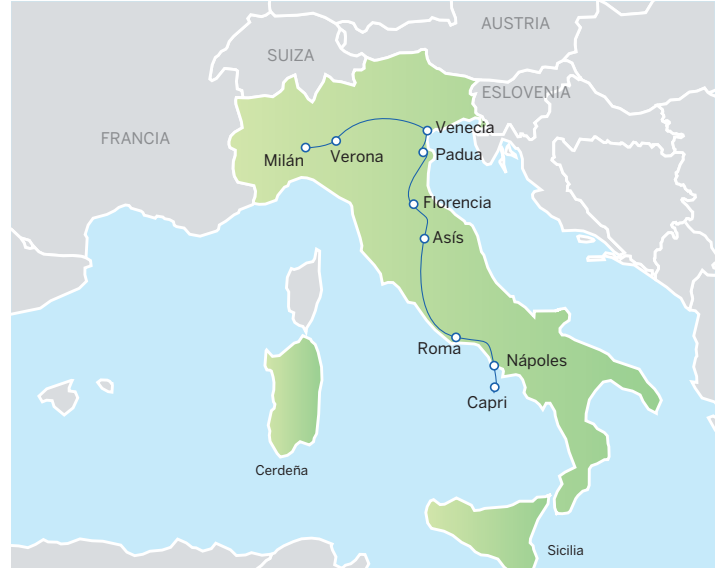 AUSTRIA
SUIZA
ESLOVENIA
FRANCIA
Venecia
Milán
Verona
Padua
Florencia
Asís
Roma
Nápoles
Capri
Cerdeña
Sicilia